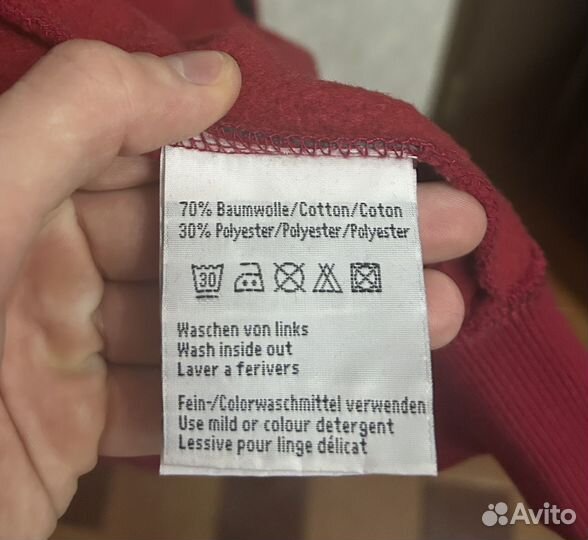 70% Baumwolle/Cotton/Coton
30% Polyester/Polyester/Polyester
30
Waschen von links
Wash inside out
Laver a ferivers
Fein-/Colorwaschmittel verwenden
Use mild or colour detergent
Lessive pour linge délicat
Avito